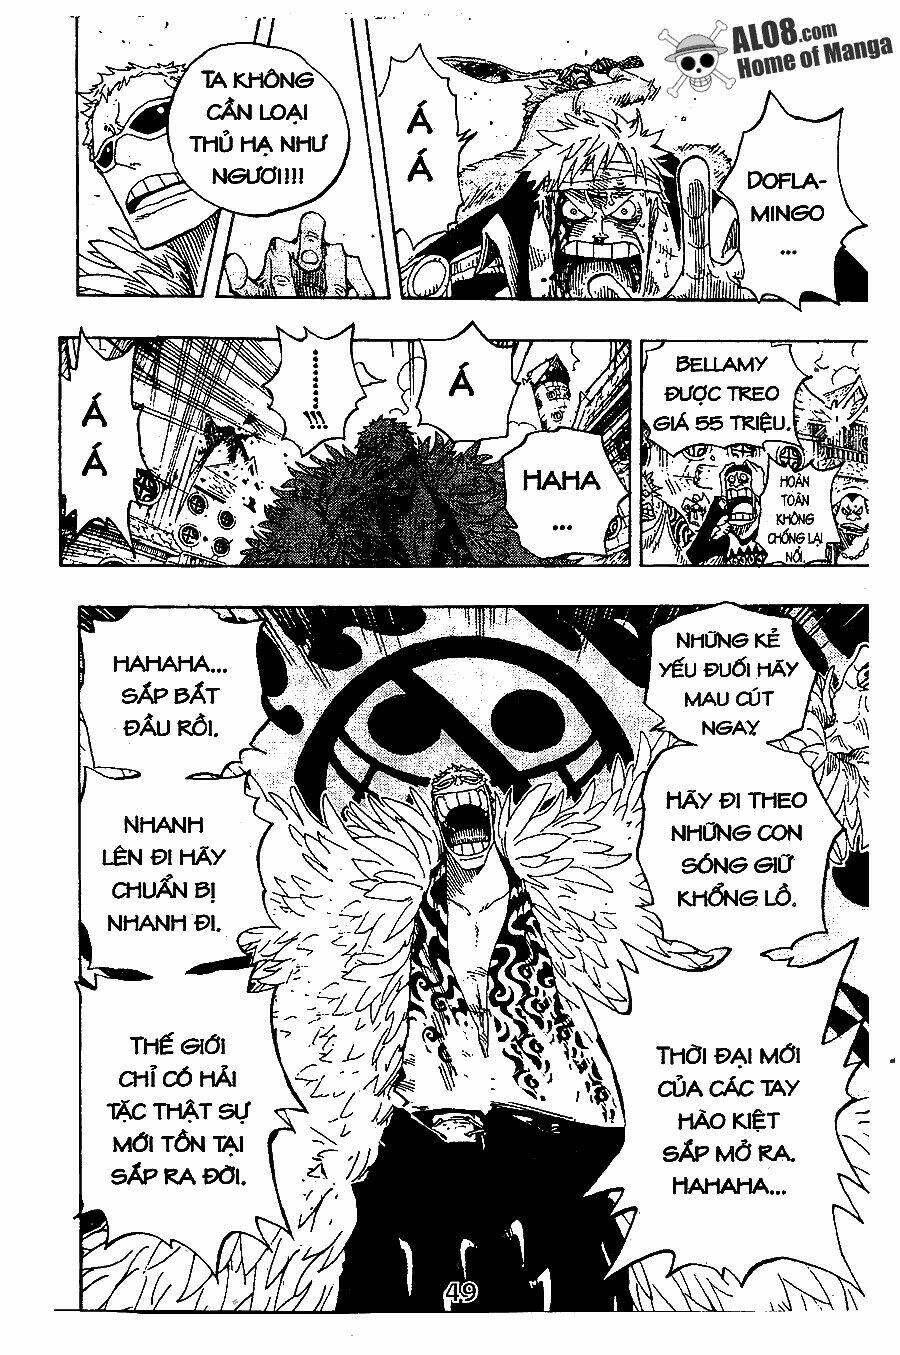 AL08.com
Home of Manga
DOFLA-
MINGO
...
Á
Á
TA KHÔNG
CẦN LOẠI
THỦ HẠ NHƯ
NGƯƠI!!!!
BELLAMY
ĐƯỢC TREO
GIÁ 55 TRIỆU.
HOÀN
TOÀN
KHÔNG
CHỐNG LẠI
NỔI.
Á
HAHA
...
.......!!!
Á
Á
NHỮNG KẺ
YẾU ĐUỐI HÃY
MAU CÚT
NGAY.
HÃY ĐI THEO
NHỮNG CON
SÓNG GIỮ
KHỔNG LỒ.
THỜI ĐẠI MỚI
CỦA CÁC TAY
HÀO KIỆT
SẮP MỞ RA.
HAHAHA...
HAHAHA...
SẮP BẮT
ĐẦU RỒI.
NHANH
LÊN ĐI HÃY
CHUẨN BỊ
NHANH ĐI.
THẾ GIỚI
CHỈ CÓ HẢI
TẶC THẬT SỰ
MỚI TỒN TẠI
SẮP RA ĐỜI.
49